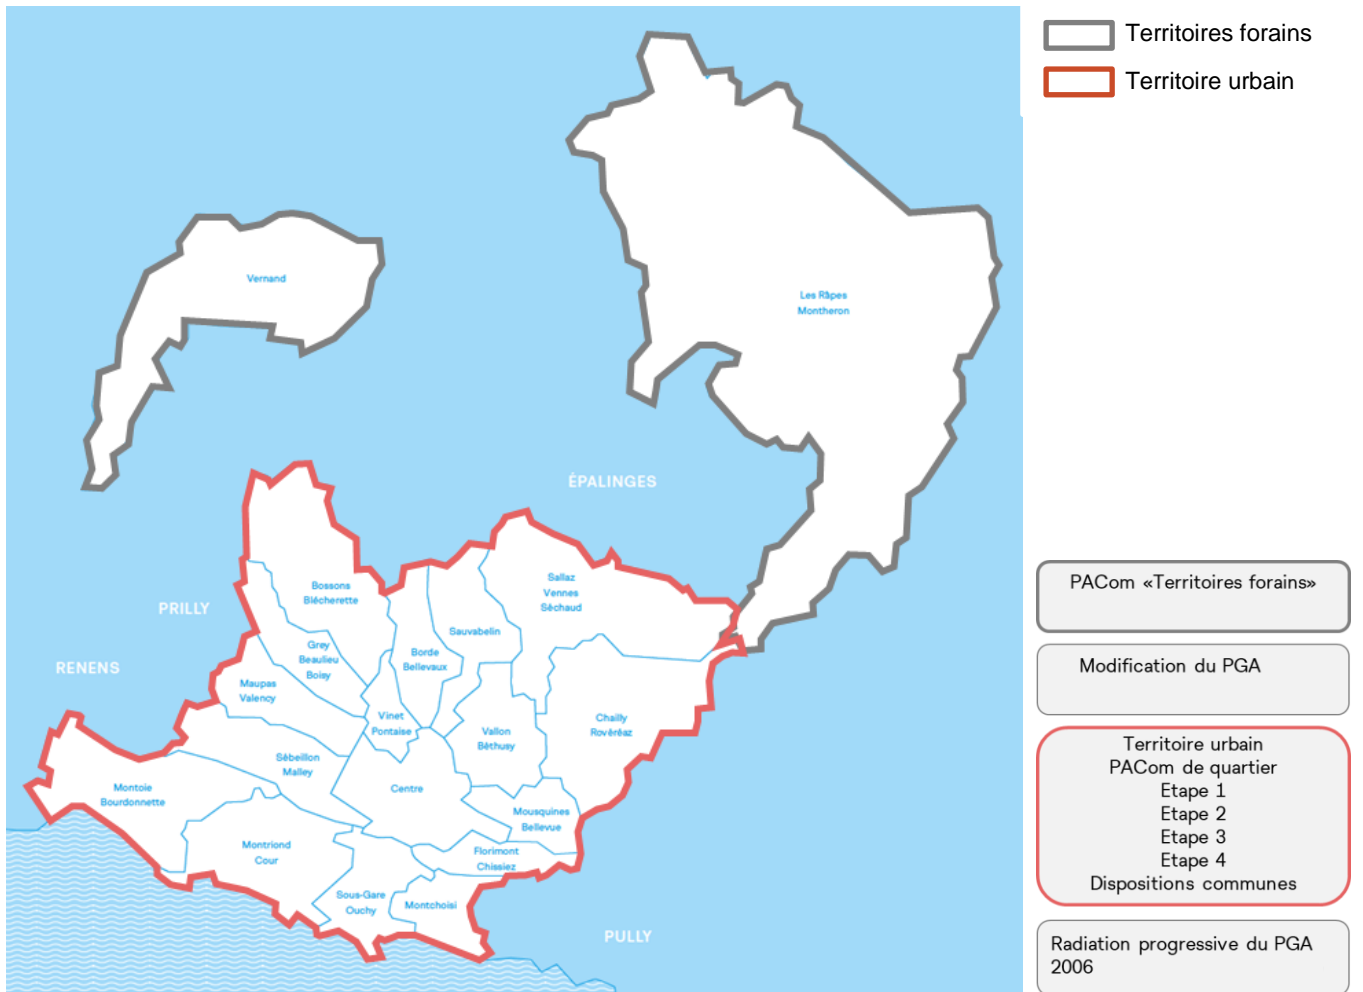 Territoires forains
Territoire urbain
Vernand
Les Râpes
Montheron
ÉPALINGES
PRILLY
RENENS
PULLY
Bossons
Blécherette
Sallaz
Vennes
Séchaud
Sauvabelin
Borde
Bellevaux
Grey
Beaulieu
Boisy
Maupas
Valency
Vinet
Pontaise
Vallon
Béthusy
Chailly
Rovéréaz
Sébeillon
Malley
Montoie
Bourdonnette
Centre
Mousquines
Bellevue
Montriond
Cour
Florimont
Chissiez
Sous-Gare
Ouchy
Montchoisi
PACom «Territoires forains»
Modification du PGA
Territoire urbain
PACom de quartier
Etape 1
Etape 2
Etape 3
Etape 4
Dispositions communes
Radiation progressive du PGA
2006